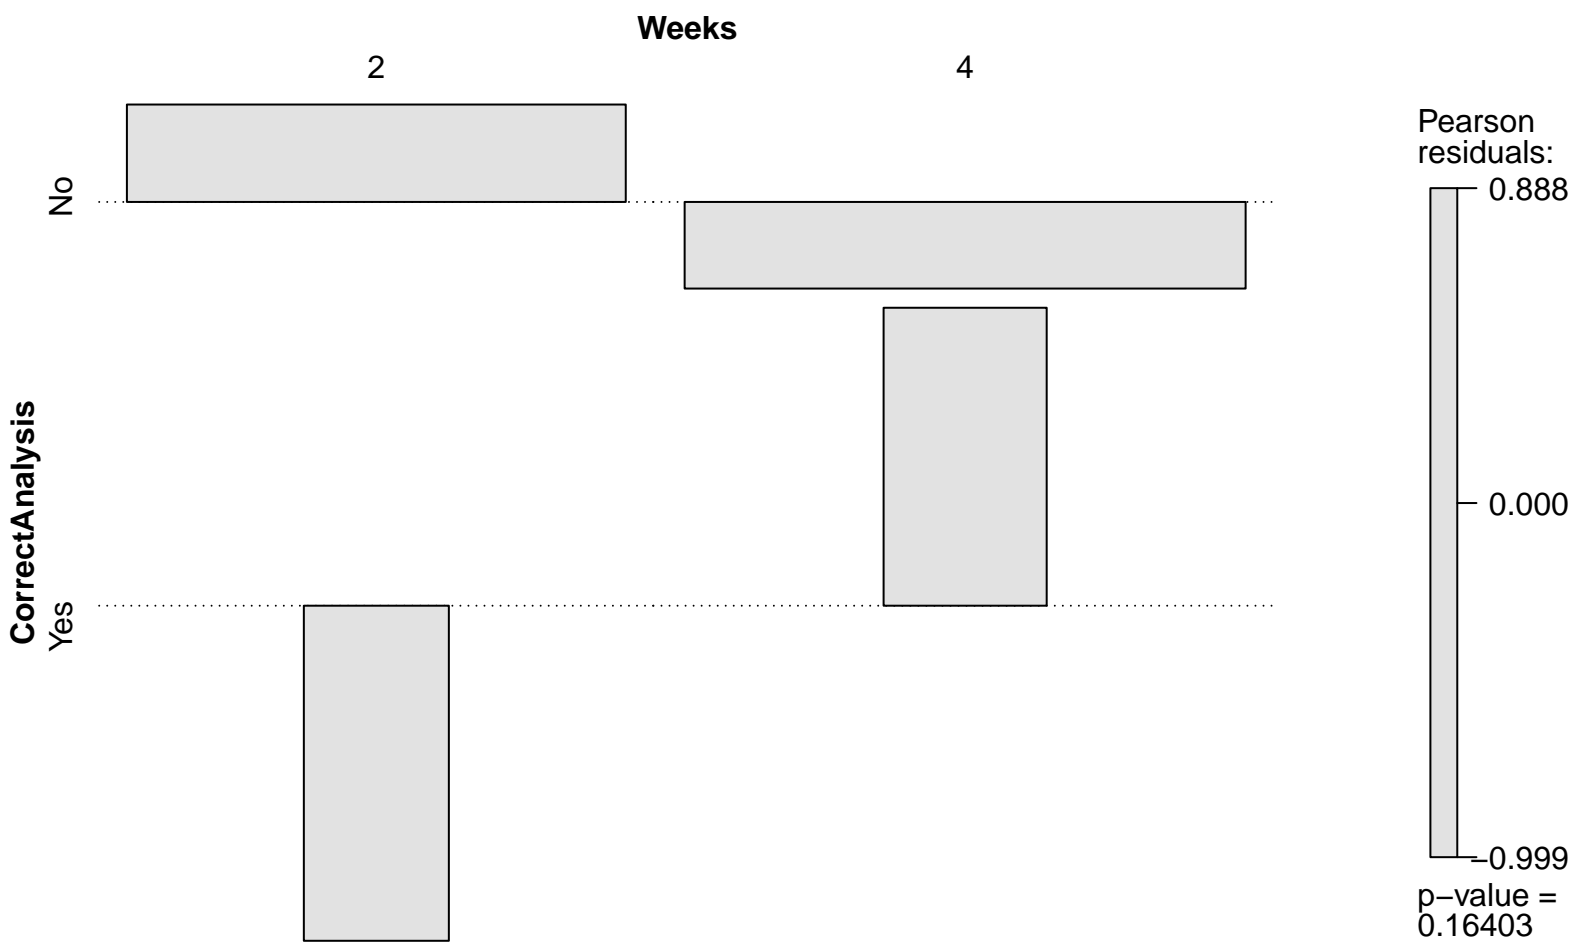 Weeks
2
4
No
Yes
CorrectAnalysis
Pearson
residuals:
0.888
0.000
−0.999
p−value =
0.16403